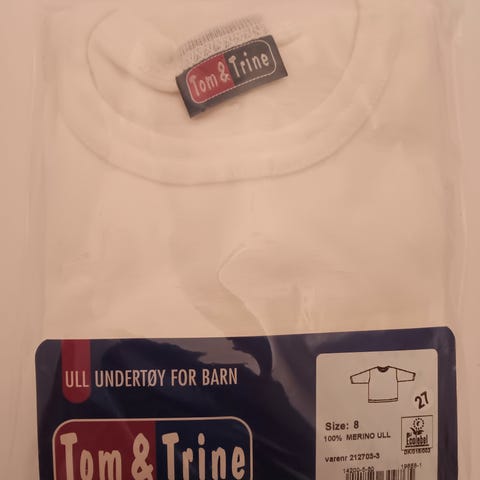 Tom & Trine
ULL UNDERTØY FOR BARN
Tom & Trine
27
Size: 8
100% MERINO ULL
Ecolabel
varenr 212703-3